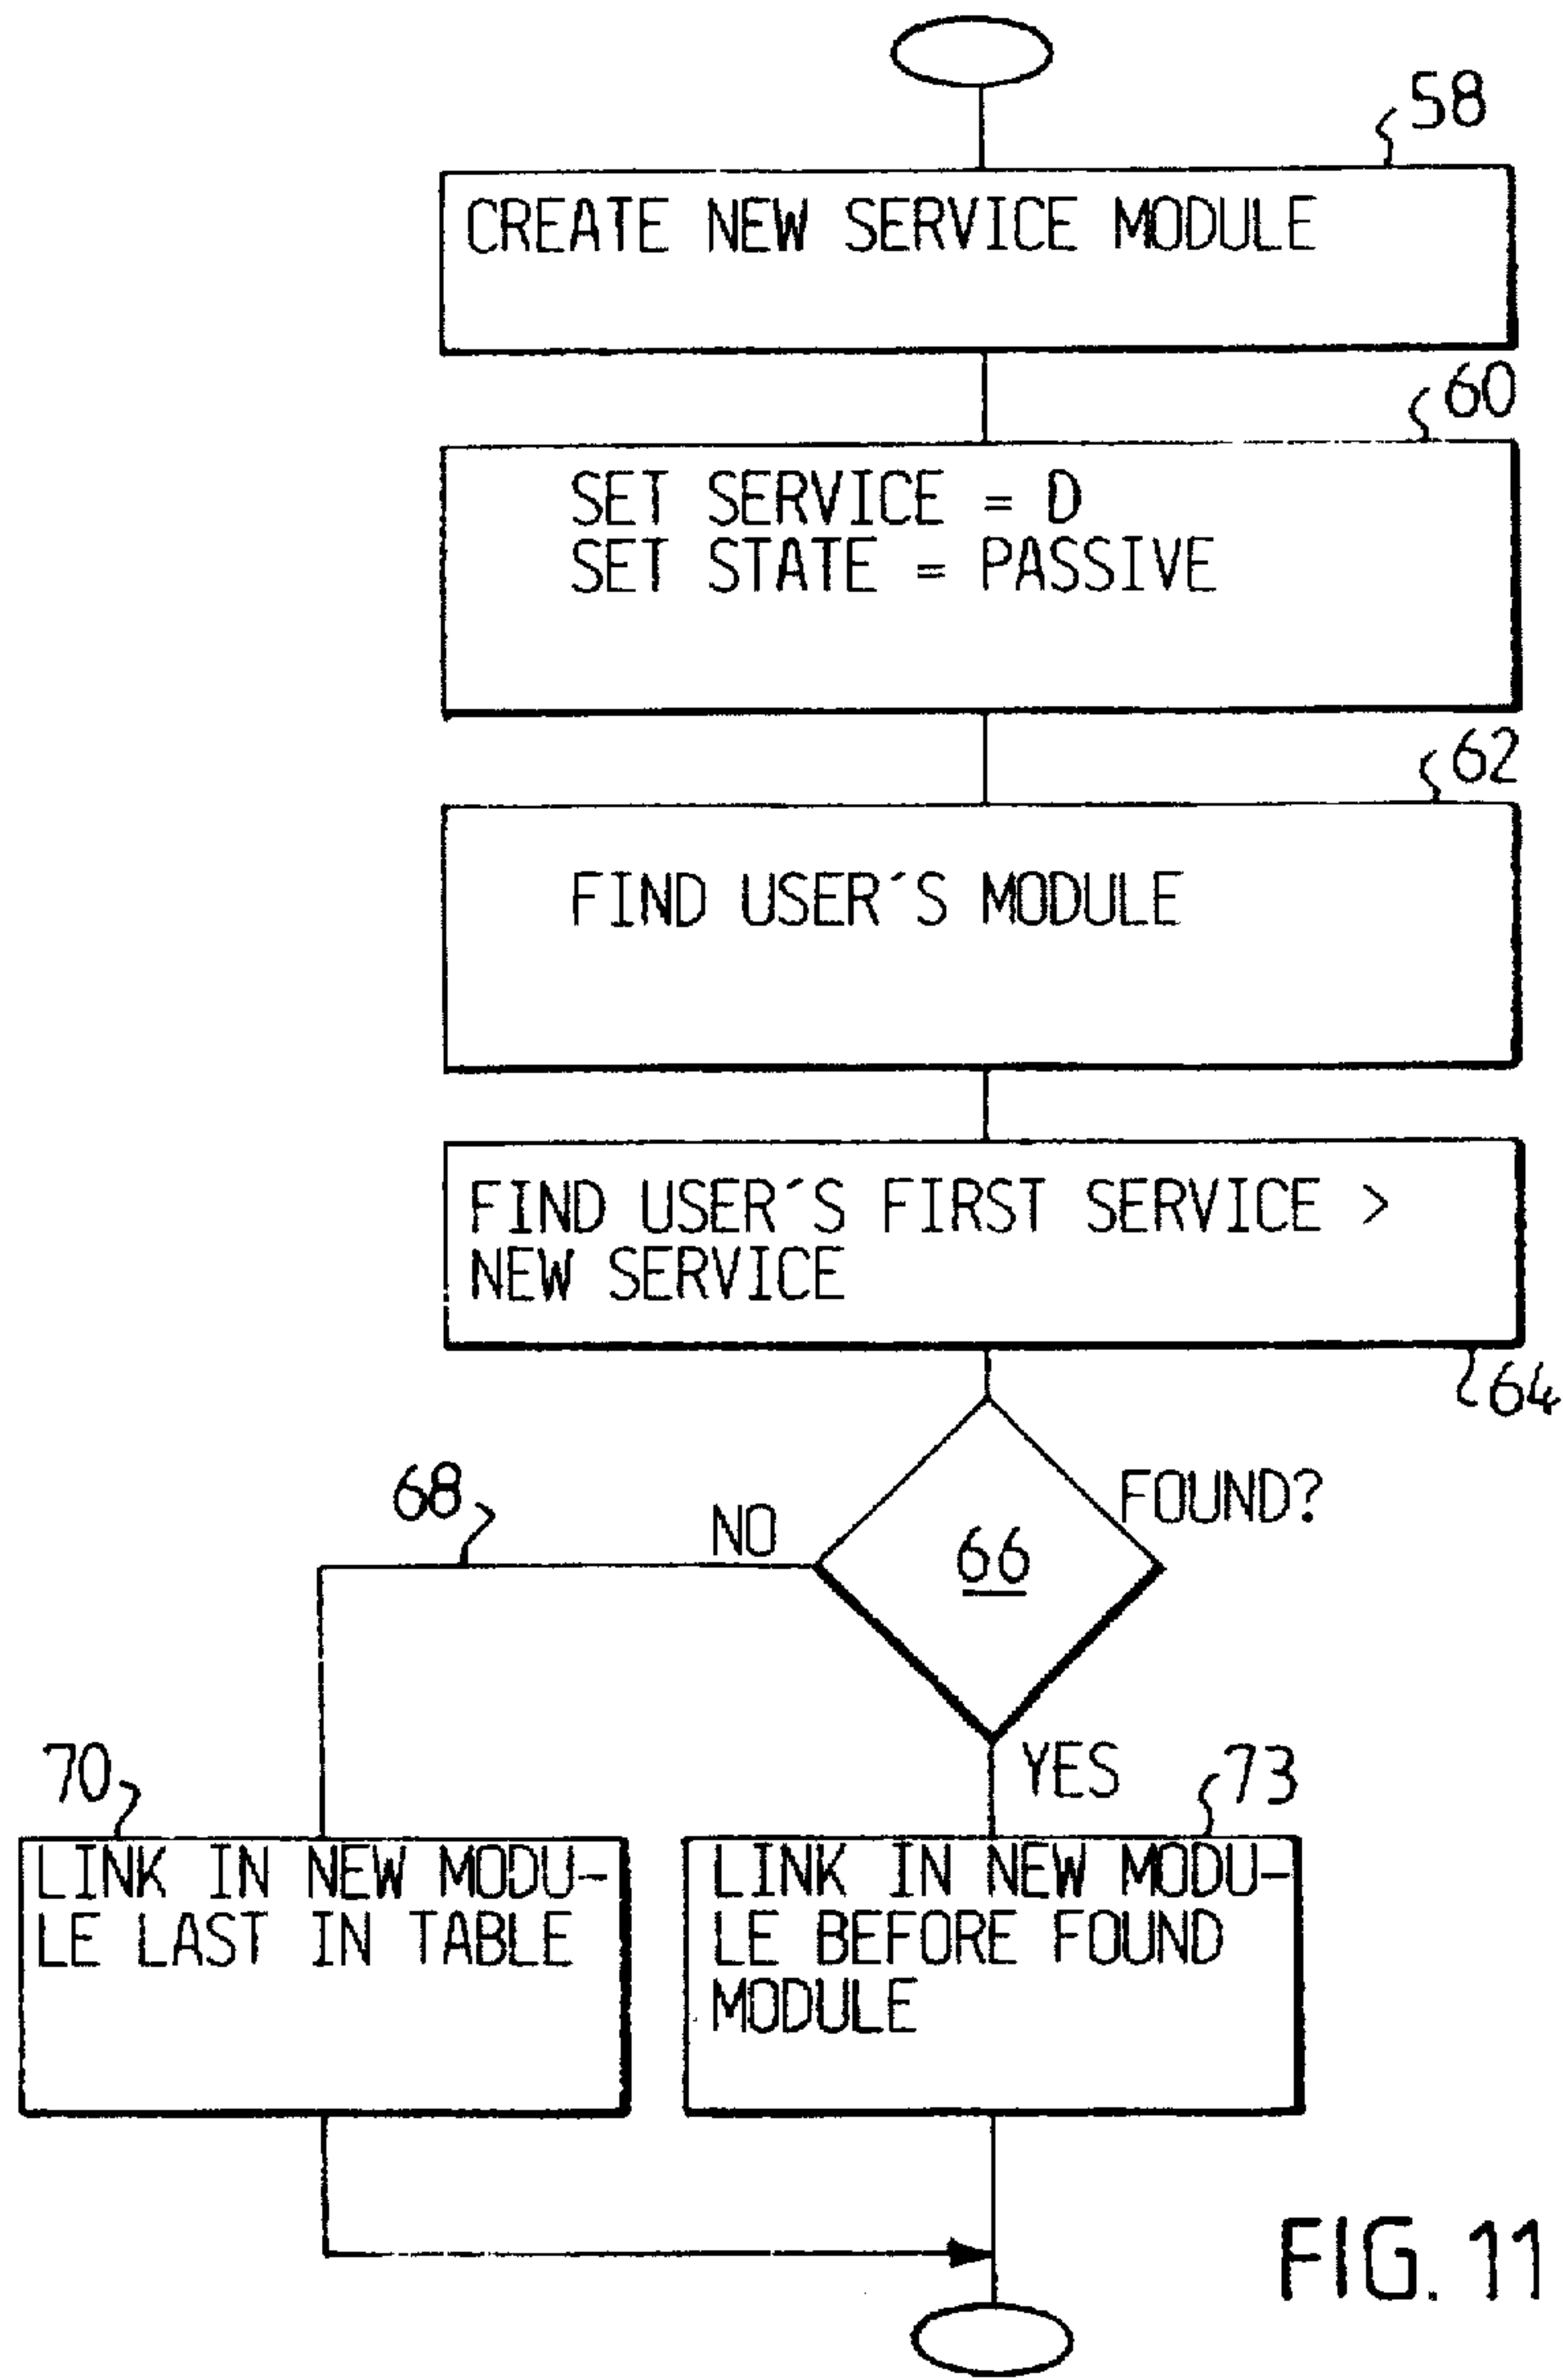 58
CREATE NEW SERVICE MODULE
60
SET SERVICE = D
SET STATE = PASSIVE
62
FIND USER´S MODULE
FIND USER´S FIRST SERVICE >
NEW SERVICE
64
68
NO
FOUND?
66
YES
70
73
LINK IN NEW MODU-
LE LAST IN TABLE
LINK IN NEW MODU-
LE BEFORE FOUND
MODULE
FIG. 11